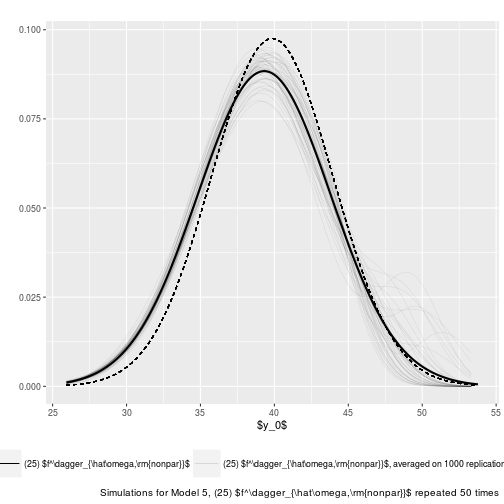 0.100
0.075
0.050
0.025
0.000
25 30 35 40 45 50 55
$y_0$
(25) $f^\dagger_{\hat\omega,\rm{nonpar}}$ (25) $f^\dagger_{\hat\omega,\rm{nonpar}}$, averaged on 1000 replication
Simulations for Model 5, (25) $f^\dagger_{\hat\omega,\rm{nonpar}}$ repeated 50 times